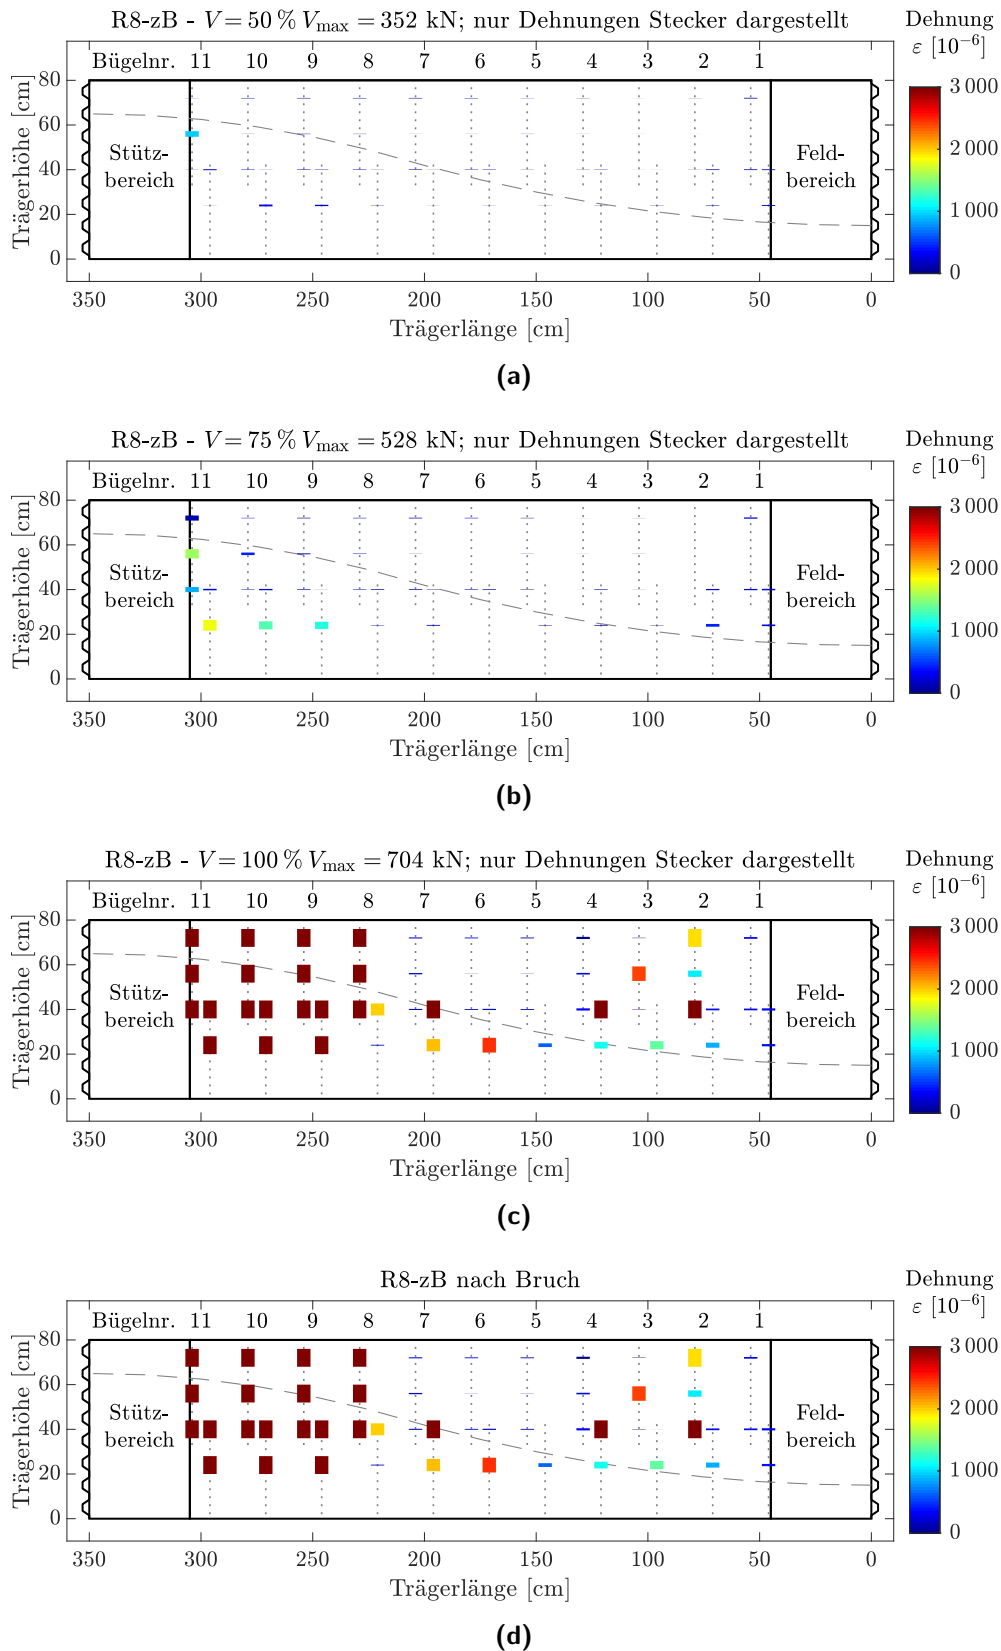 R8-zB - V = 50 % Vmax = 352 kN; nur Dehnungen Stecker dargestellt
Dehnung
ε [10⁻⁶]
Bügelnr. 11 10 9 8 7 6 5 4 3 2 1
Trägerhöhe [cm]
80
60
40
20
0
Stütz-
bereich
Feld-
bereich
3 000
2 000
1 000
0
350 300 250 200 150 100 50 0
Trägerlänge [cm]
(a)
R8-zB - V = 75 % Vmax = 528 kN; nur Dehnungen Stecker dargestellt
Dehnung
ε [10⁻⁶]
Bügelnr. 11 10 9 8 7 6 5 4 3 2 1
Trägerhöhe [cm]
80
60
40
20
0
Stütz-
bereich
Feld-
bereich
3 000
2 000
1 000
0
350 300 250 200 150 100 50 0
Trägerlänge [cm]
(b)
R8-zB - V = 100 % Vmax = 704 kN; nur Dehnungen Stecker dargestellt
Dehnung
ε [10⁻⁶]
Bügelnr. 11 10 9 8 7 6 5 4 3 2 1
Trägerhöhe [cm]
80
60
40
20
0
Stütz-
bereich
Feld-
bereich
3 000
2 000
1 000
0
350 300 250 200 150 100 50 0
Trägerlänge [cm]
(c)
R8-zB nach Bruch
Dehnung
ε [10⁻⁶]
Bügelnr. 11 10 9 8 7 6 5 4 3 2 1
Trägerhöhe [cm]
80
60
40
20
0
Stütz-
bereich
Feld-
bereich
3 000
2 000
1 000
0
350 300 250 200 150 100 50 0
Trägerlänge [cm]
(d)